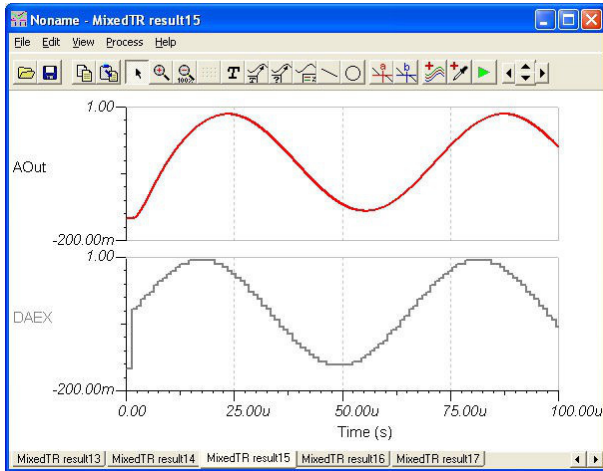 Noname - MixedTR result15
File Edit View Process Help
T
100%
a
b
1.00
AOut
-200.00m
1.00
DAEX
-200.00m
0.00 25.00u 50.00u 75.00u 100.00u
Time (s)
MixedTR result13 MixedTR result14 MixedTR result15 MixedTR result16 MixedTR result17